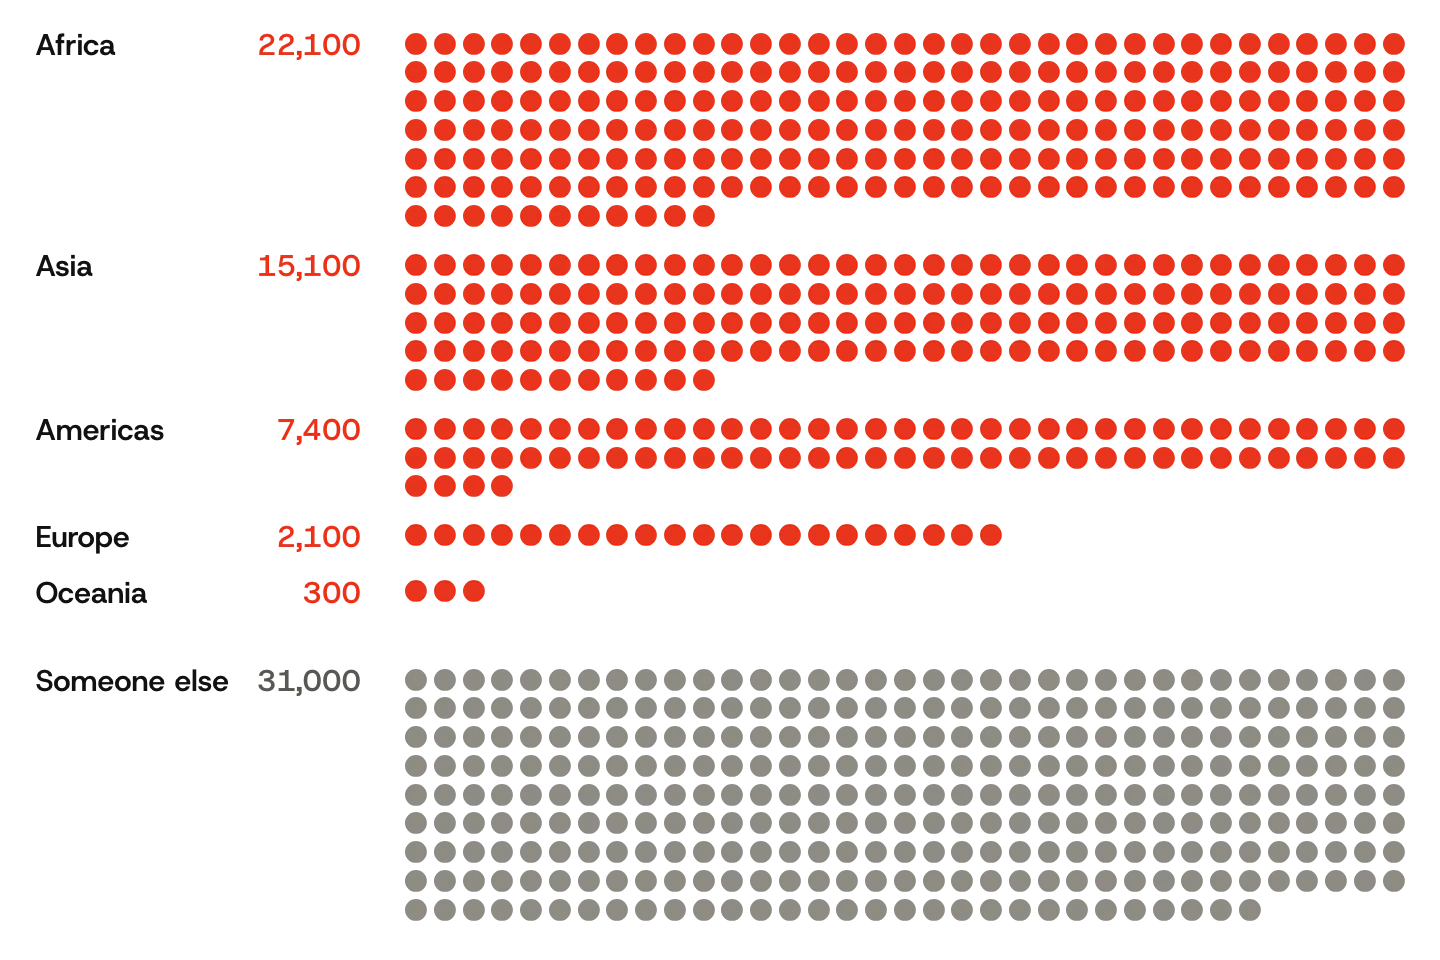 Africa 22,100
Asia 15,100
Americas 7,400
Europe 2,100
Oceania 300
Someone else 31,000